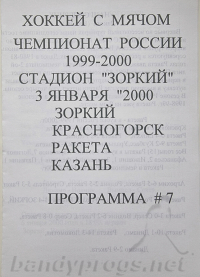 ХОККЕЙ С МЯЧОМ
ЧЕМПИОНАТ РОССИИ
1999-2000
СТАДИОН "ЗОРКИЙ"
3 ЯНВАРЯ "2000
ЗОРКИЙ
КРАСНОГОРСК
РАКЕТА
КАЗАНЬ
ПРОГРАММА # 7
bandyprogs.net